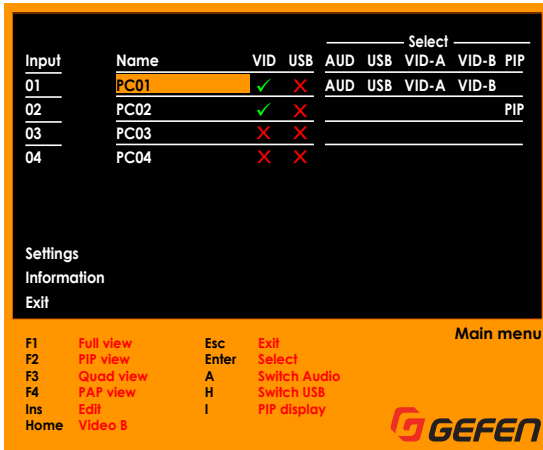 Select
Input Name VID USB AUD USB VID-A VID-B PIP
01 PC01 ✓ X AUD USB VID-A VID-B
02 PC02 ✓ X PIP
03 PC03 X X
04 PC04 X X
Settings
Information
Exit
Main menu
F1 Full view Esc Exit
F2 PIP view Enter Select
F3 Quad view A Switch Audio
F4 PAP view H Switch USB
Ins Edit I PIP display
Home Video B
GEFEN